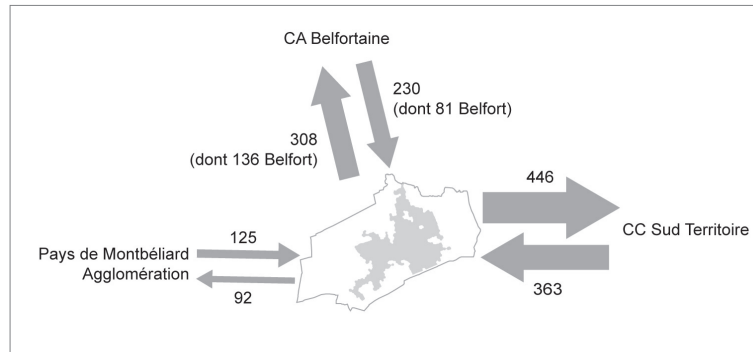 CA Belfortaine
230
(dont 81 Belfort)
308
(dont 136 Belfort)
446
CC Sud Territoire
125
Pays de Montbéliard
Agglomération
363
92